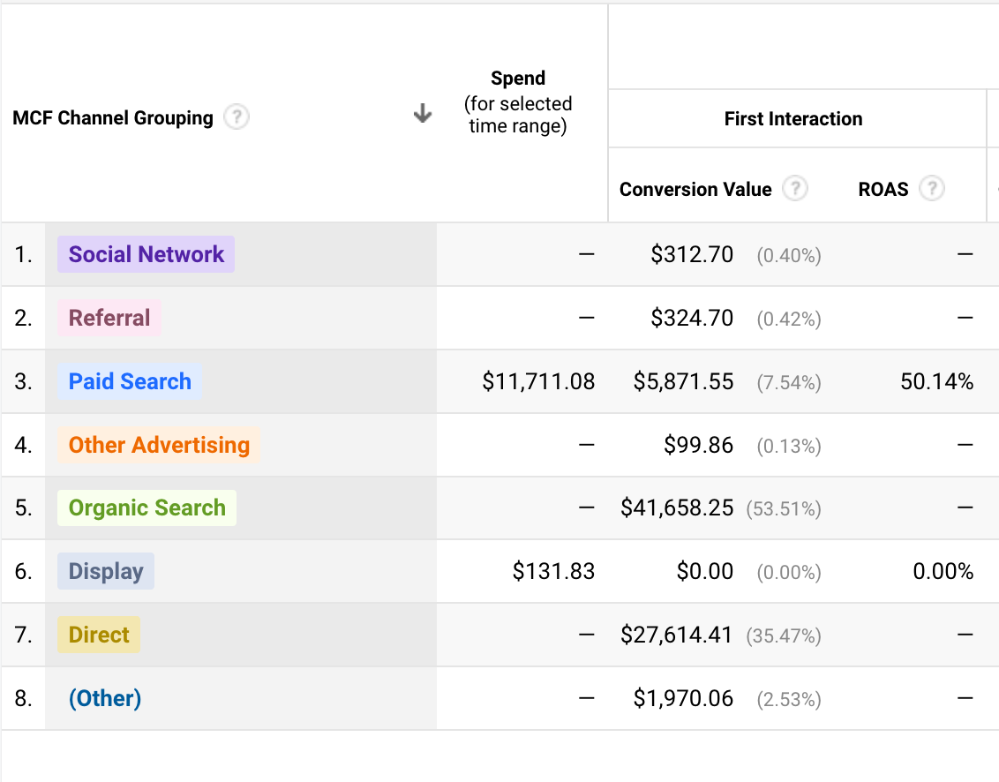 MCF Channel Grouping ?
Spend
(for selected
time range)
First Interaction
Conversion Value ? ROAS ?
1. Social Network — $312.70 (0.40%) —
2. Referral — $324.70 (0.42%) —
3. Paid Search $11,711.08 $5,871.55 (7.54%) 50.14%
4. Other Advertising — $99.86 (0.13%) —
5. Organic Search — $41,658.25 (53.51%) —
6. Display $131.83 $0.00 (0.00%) 0.00%
7. Direct — $27,614.41 (35.47%) —
8. (Other) — $1,970.06 (2.53%) —